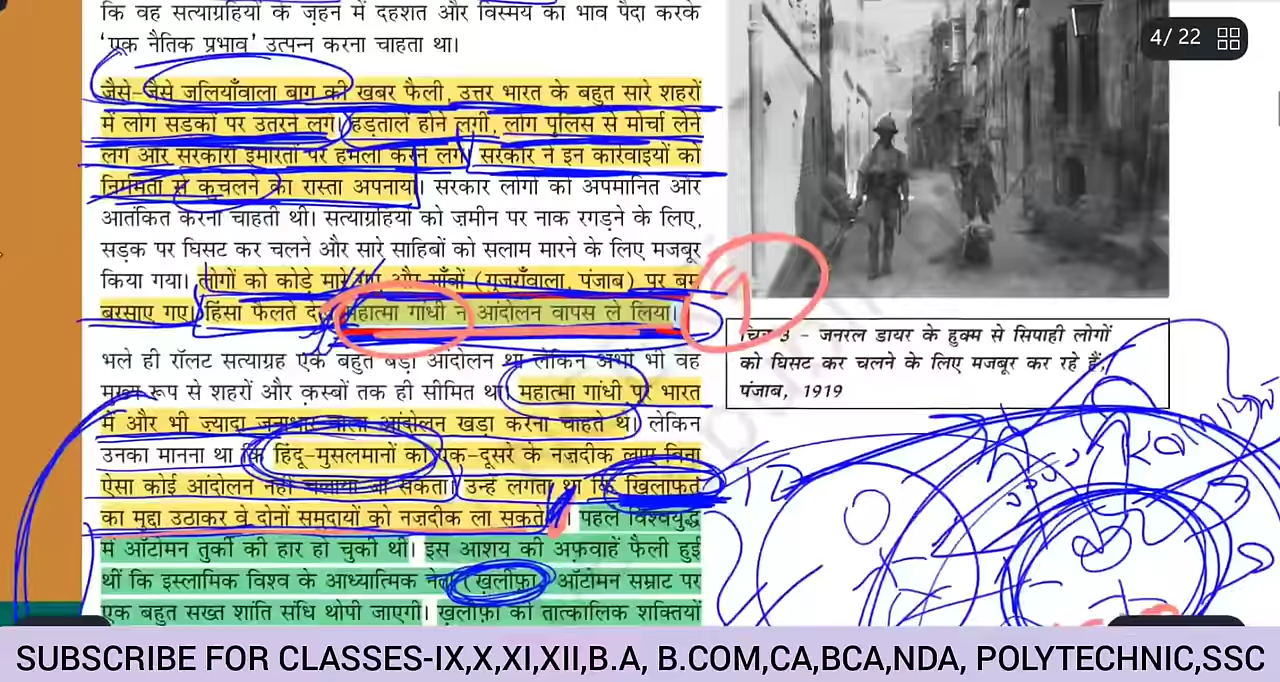 कि वह सत्याग्रहियों के ज़हन में दहशत और विस्मय का भाव पैदा करके
‘एक नैतिक प्रभाव’ उत्पन्न करना चाहता था।
जैसे-जैसे जलियाँवाला बाग की खबर फैली, उत्तर भारत के बहुत सारे शहरों
में लोग सड़कों पर उतरने लगे। हड़तालें होने लगीं, लोग पुलिस से मोर्चा लेने
लगे और सरकारी इमारतों पर हमला करने लगे। सरकार ने इन कार्रवाइयों को
निर्ममता से कुचलने का रास्ता अपनाया। सरकार लोगों को अपमानित और
आतंकित करना चाहती थी। सत्याग्रहियों को ज़मीन पर नाक रगड़ने के लिए,
सड़क पर घिसट कर चलने और सारे साहिबों को सलाम मारने के लिए मजबूर
किया गया। लोगों को कोड़े मारे गए और गाँवों (गुजराँवाला, पंजाब) पर बम
बरसाए गए। हिंसा फैलते महात्मा गांधी ने आंदोलन वापस ले लिया।
भले ही रॉलट सत्याग्रह एक बहुत बड़ा आंदोलन था लेकिन अभी भी वह
मुख्य रूप से शहरों और क़स्बों तक ही सीमित था। महात्मा गांधी पूरे भारत
में और भी ज्यादा जनाधार वाला आंदोलन खड़ा करना चाहते थे। लेकिन
उनका मानना था कि हिंदू-मुसलमानों को एक-दूसरे के नज़दीक लाए बिना
ऐसा कोई आंदोलन नहीं चलाया जा सकता। उन्हें लगता था कि ख़िलाफ़त
का मुद्दा उठाकर वे दोनों समुदायों को नज़दीक ला सकते । पहले विश्वयुद्ध
में ऑटोमन तुर्की की हार हो चुकी थी। इस आशय की अफ़वाहें फैली हुई
थीं कि इस्लामिक विश्व के आध्यात्मिक नेता (ख़लीफ़ा) ऑटोमन सम्राट पर
एक बहुत सख्त शांति संधि थोपी जाएगी। ख़लीफ़ा की तात्कालिक शक्तियों
4/ 22
चित्र 3 – जनरल डायर के हुक्म से सिपाही लोगों
को घिसट कर चलने के लिए मजबूर कर रहे हैं,
पंजाब, 1919
SUBSCRIBE FOR CLASSES-IX,X,XI,XII,B.A, B.COM,CA,BCA,NDA, POLYTECHNIC,SSC